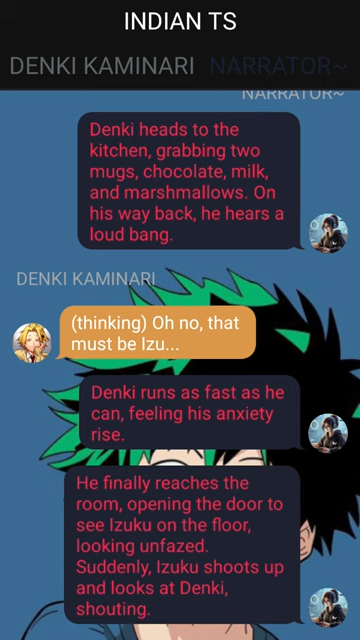 INDIAN TS
DENKI KAMINARI NARRATOR~
NARRATOR~
Denki heads to the
kitchen, grabbing two
mugs, chocolate, milk,
and marshmallows. On
his way back, he hears a
loud bang.
DENKI KAMINARI
(thinking) Oh no, that
must be Izu...
Denki runs as fast as he
can, feeling his anxiety
rise.
He finally reaches the
room, opening the door to
see Izuku on the floor,
looking unfazed.
Suddenly, Izuku shoots up
and looks at Denki,
shouting.